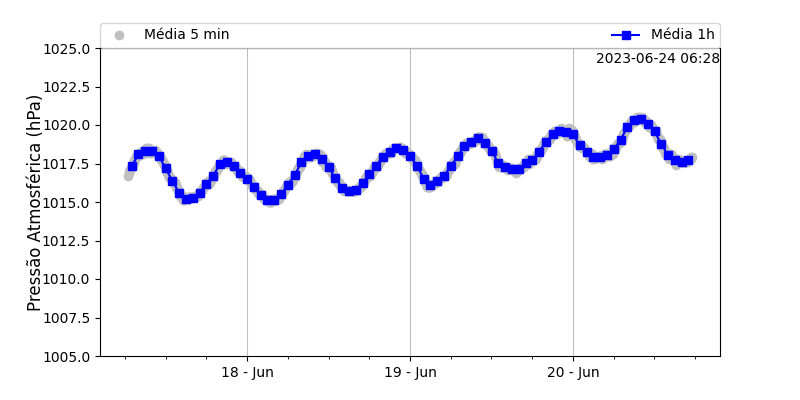 Média 5 min
Média 1h
2023-06-24 06:28
Pressão Atmosférica (hPa)
1025.0
1022.5
1020.0
1017.5
1015.0
1012.5
1010.0
1007.5
1005.0
18 - Jun
19 - Jun
20 - Jun